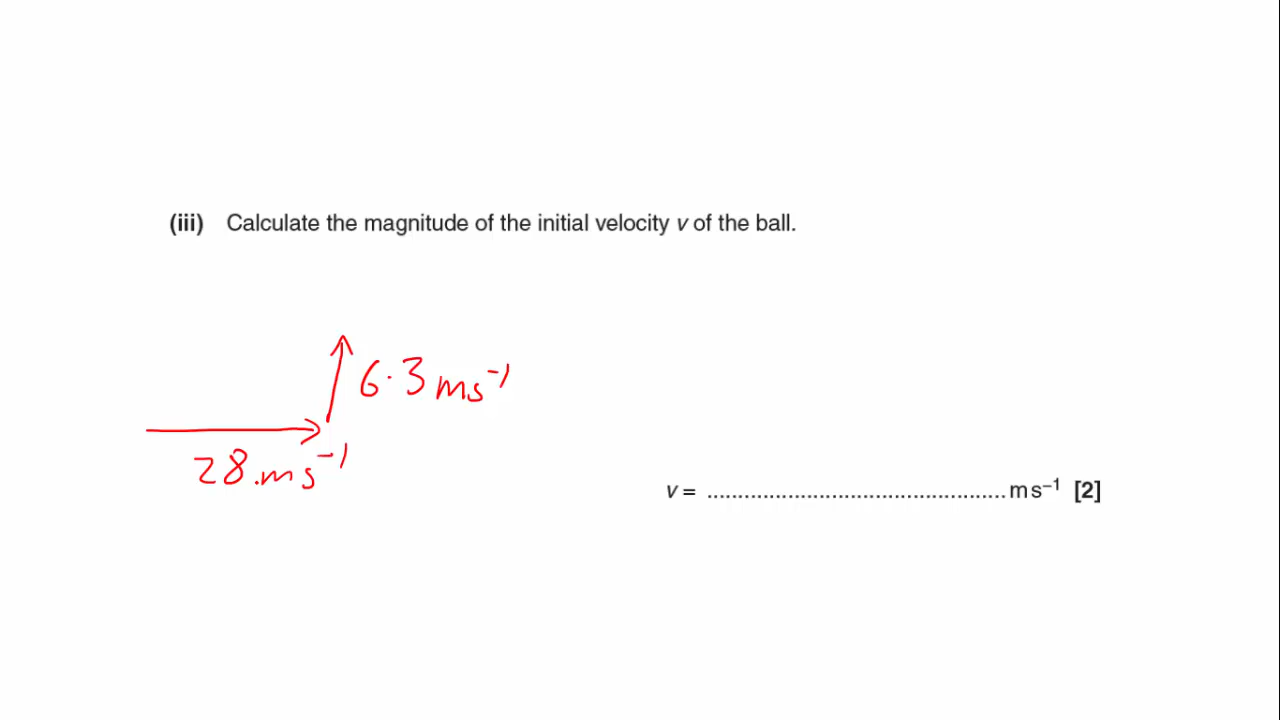 (iii) Calculate the magnitude of the initial velocity v of the ball.
6.3 ms⁻¹
28.ms⁻¹
v = .................................................. m s⁻¹ [2]